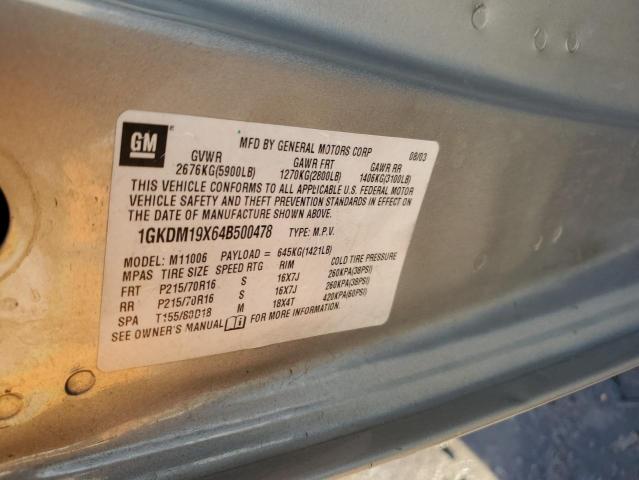 GM
MFD BY GENERAL MOTORS CORP 08/03
GVWR GAWR FRT GAWR RR
2676KG(5900LB) 1270KG(2800LB) 1406KG(3100LB)
THIS VEHICLE CONFORMS TO ALL APPLICABLE U.S. FEDERAL MOTOR
VEHICLE SAFETY AND THEFT PREVENTION STANDARDS IN EFFECT ON
THE DATE OF MANUFACTURE SHOWN ABOVE.
1GKDM19X64B500478 TYPE: M.P.V.
MODEL: M11006 PAYLOAD = 645KG(1421LB)
MPAS TIRE SIZE SPEED RTG RIM COLD TIRE PRESSURE
FRT P215/70R16 S 16X7J 260KPA(38PSI)
RR P215/70R16 S 16X7J 260KPA(38PSI)
SPA T155/80D18 M 18X4T 420KPA(60PSI)
SEE OWNER'S MANUAL FOR MORE INFORMATION.